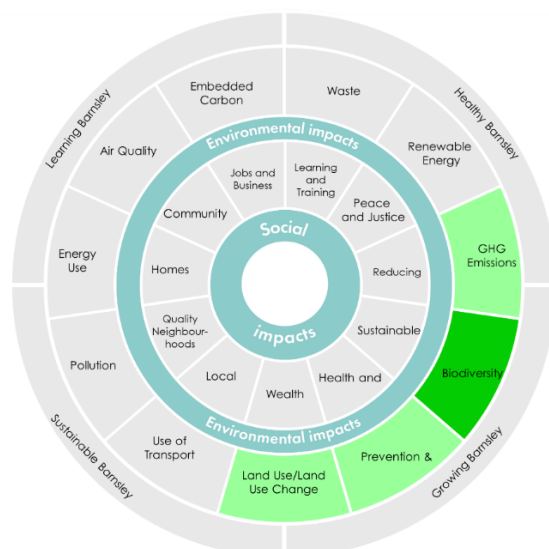 Learning Barnsley
Healthy Barnsley
Growing Barnsley
Sustainable Barnsley
Embedded
Carbon
Waste
Renewable
Energy
GHG
Emissions
Biodiversity
Prevention &
Land Use/Land
Use Change
Use of
Transport
Pollution
Energy
Use
Air Quality
Environmental impacts
Environmental impacts
Jobs and
Business
Learning
and
Training
Peace
and Justice
Reducing
Sustainable
Health and
Wealth
Local
Quality
Neighbour-
hoods
Homes
Community
Social
impacts